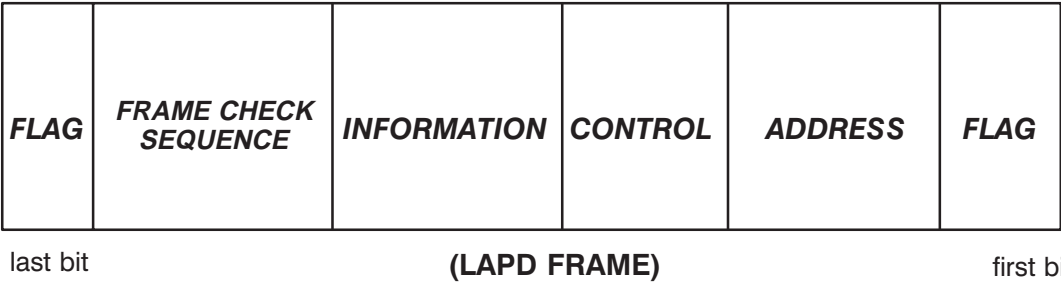 FLAG
FRAME CHECK
SEQUENCE
INFORMATION
CONTROL
ADDRESS
FLAG
last bit
(LAPD FRAME)
first b